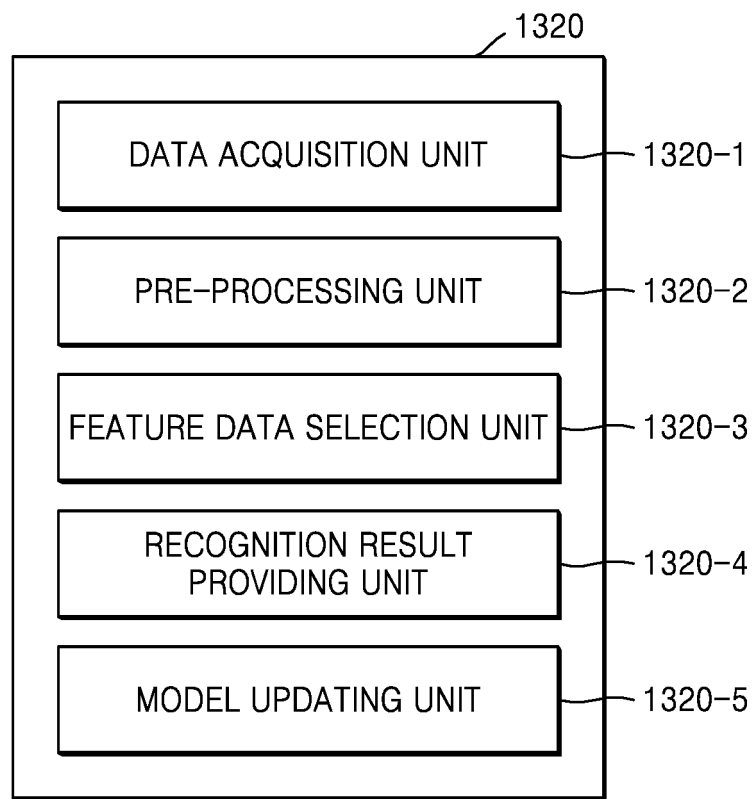 1320
DATA ACQUISITION UNIT
1320-1
PRE-PROCESSING UNIT
1320-2
FEATURE DATA SELECTION UNIT
1320-3
RECOGNITION RESULT
PROVIDING UNIT
1320-4
MODEL UPDATING UNIT
1320-5